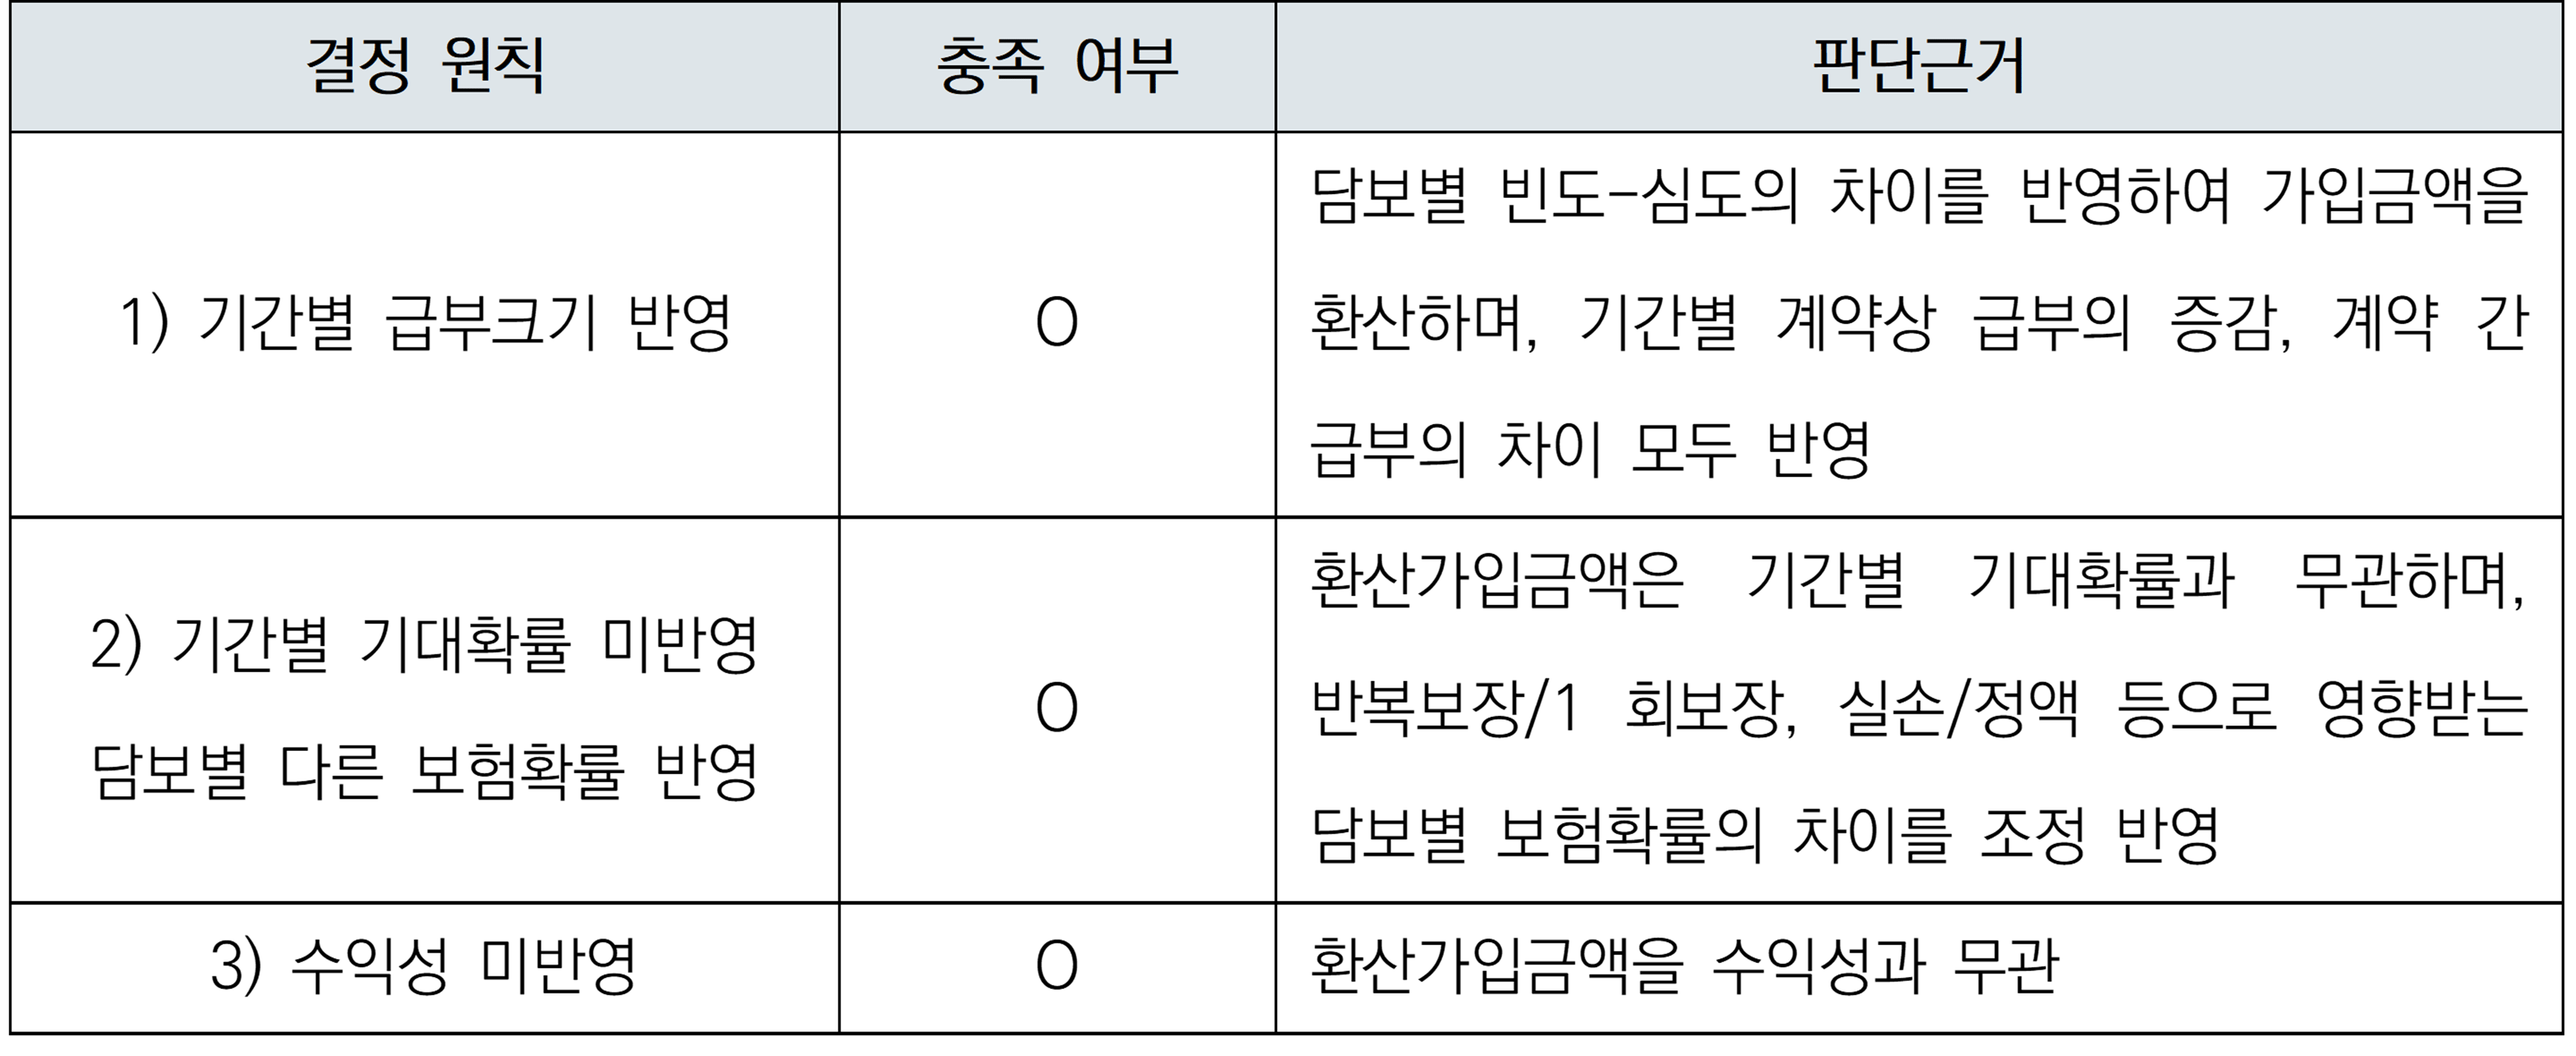 결정 원칙
충족 여부
판단근거
1) 기간별 급부크기 반영
O
담보별 빈도-심도의 차이를 반영하여 가입금액을
환산하며, 기간별 계약상 급부의 증감, 계약 간
급부의 차이 모두 반영
2) 기간별 기대확률 미반영
담보별 다른 보험확률 반영
O
환산가입금액은 기간별 기대확률과 무관하며,
반복보장/1 회보장, 실손/정액 등으로 영향받는
담보별 보험확률의 차이를 조정 반영
3) 수익성 미반영
O
환산가입금액을 수익성과 무관